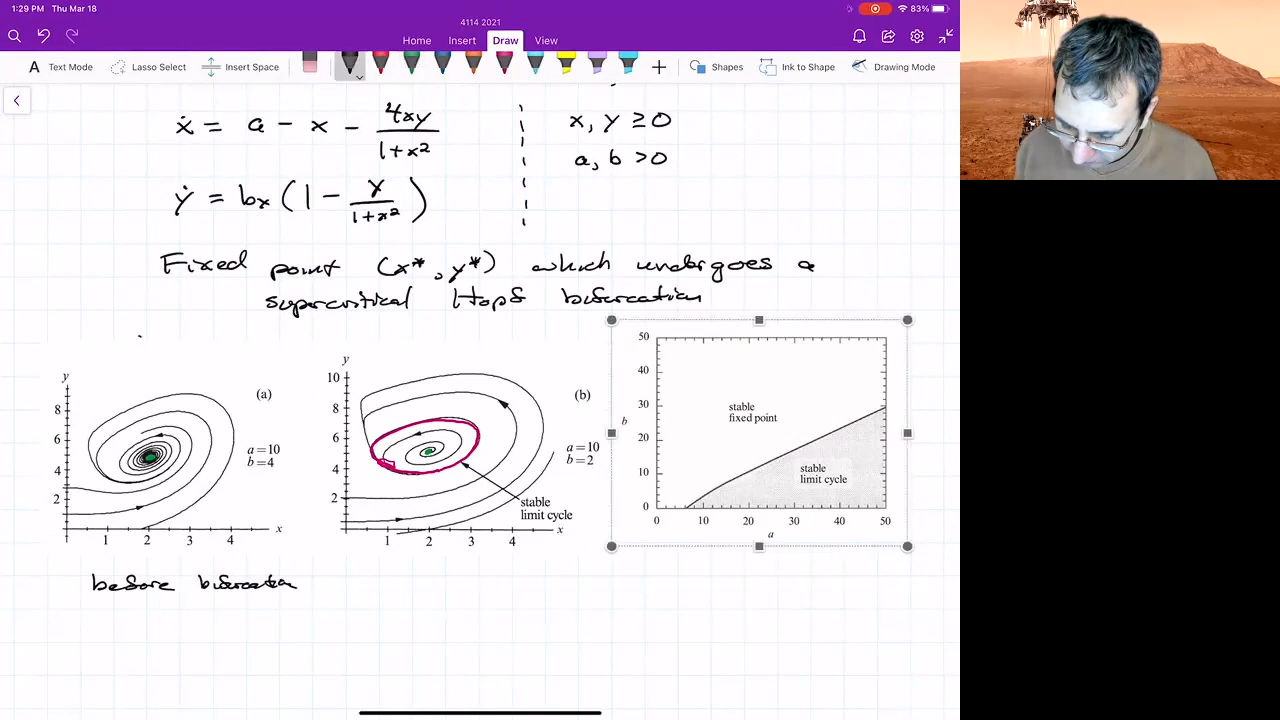 1:29 PM Thu Mar 18
83%
4114 2021
Home Insert Draw View
A Text Mode Lasso Select Insert Space Shapes Ink to Shape Drawing Mode
ẋ = a - x - 4xy / 1+x²
x, y ≥0
a, b >0
ẏ = bx (1 - y / 1+x²)
Fixed point (x*, y*) which undergoes a
supercritical Hopf bifurcation
y
8
6
4
2
1 2 3 4
x
(a)
a=10
b=4
y
10
8
6
4
2
1 2 3 4
x
(b)
a=10
b=2
stable
limit cycle
50
40
30
20
10
0
b
stable
fixed point
stable
limit cycle
0 10 20 30 40 50
a
before bifurcation